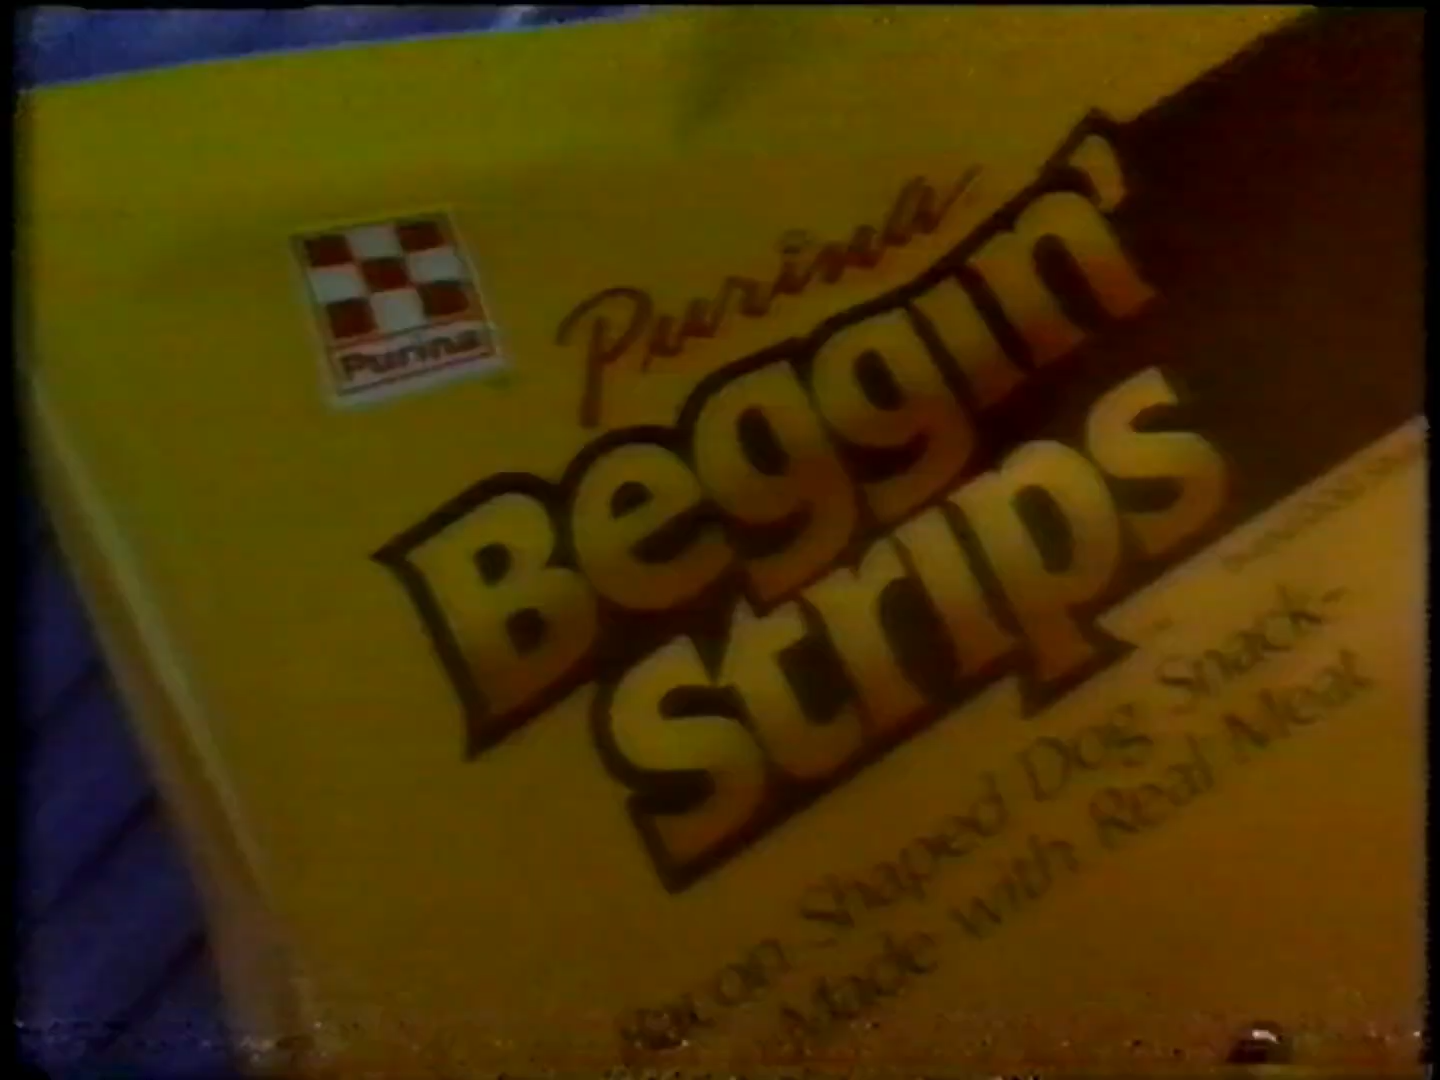 Purina
Purina
Beggin'
Strips
Bacon Shaped Dog Snack-
Made with Real Meat